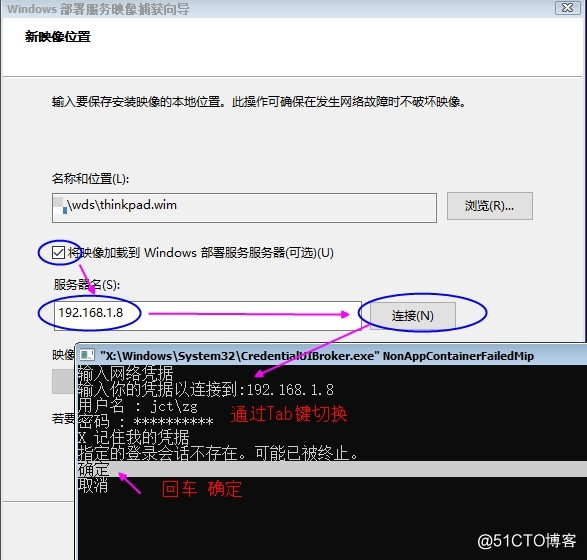 Windows 部署服务映像捕获向导
新映像位置
输入要保存安装映像的本地位置。此操作可确保在发生网络故障时不破坏映像。
名称和位置(L):
\wds\thinkpad.wim
浏览(R)...
将映像加载到 Windows 部署服务服务器(可选)(U)
服务器名(S):
192.168.1.8
连接(N)
映像
"X:\Windows\System32\CredentialUIBroker.exe" NonAppContainerFailedMip
输入网络凭据
输入你的凭据以连接到:192.168.1.8
用户名 : jct\zg
通过Tab键切换
密码 : **********
X 记住我的凭据
若要
指定的登录会话不存在。可能已被终止。
确定
取消
回车 确定
@51CTO博客